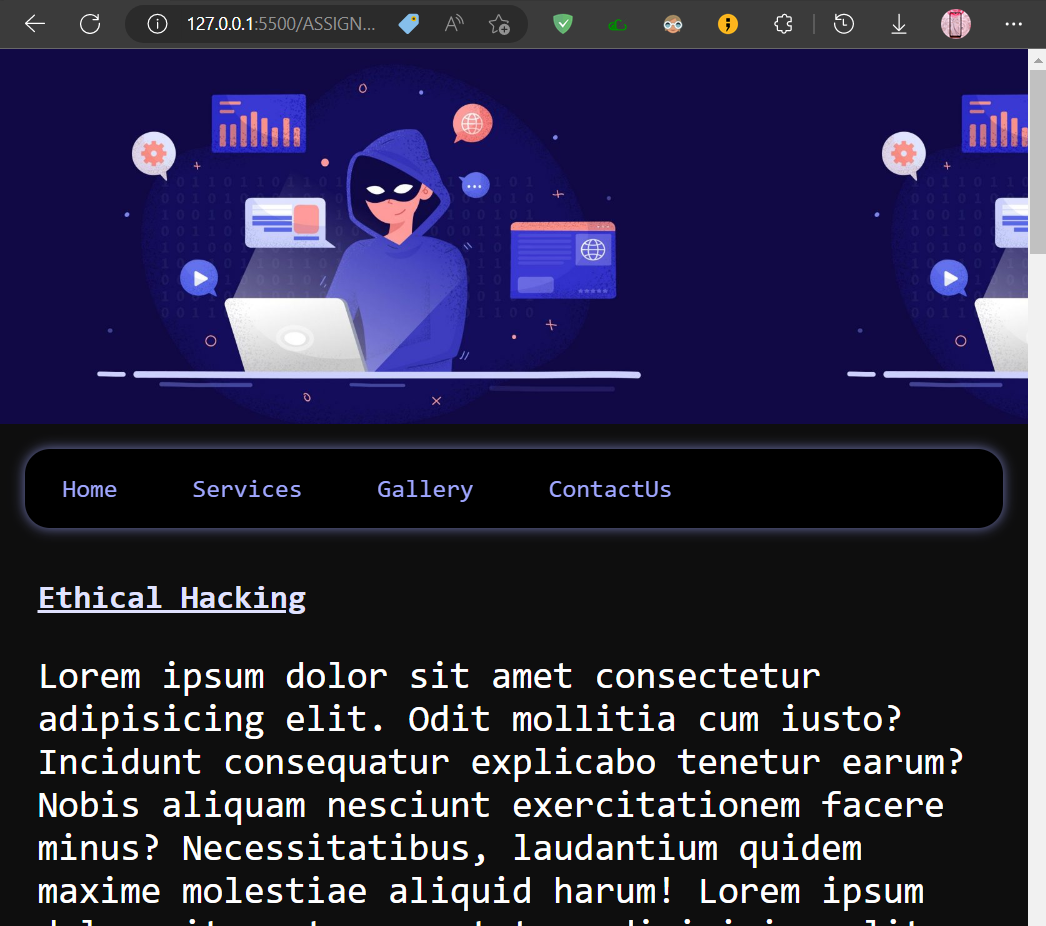 127.0.0.1:5500/ASSIGN...
Home Services Gallery ContactUs
Ethical Hacking
Lorem ipsum dolor sit amet consectetur
adipisicing elit. Odit mollitia cum iusto?
Incidunt consequatur explicabo tenetur earum?
Nobis aliquam nesciunt exercitationem facere
minus? Necessitatibus, laudantium quidem
maxime molestiae aliquid harum! Lorem ipsum